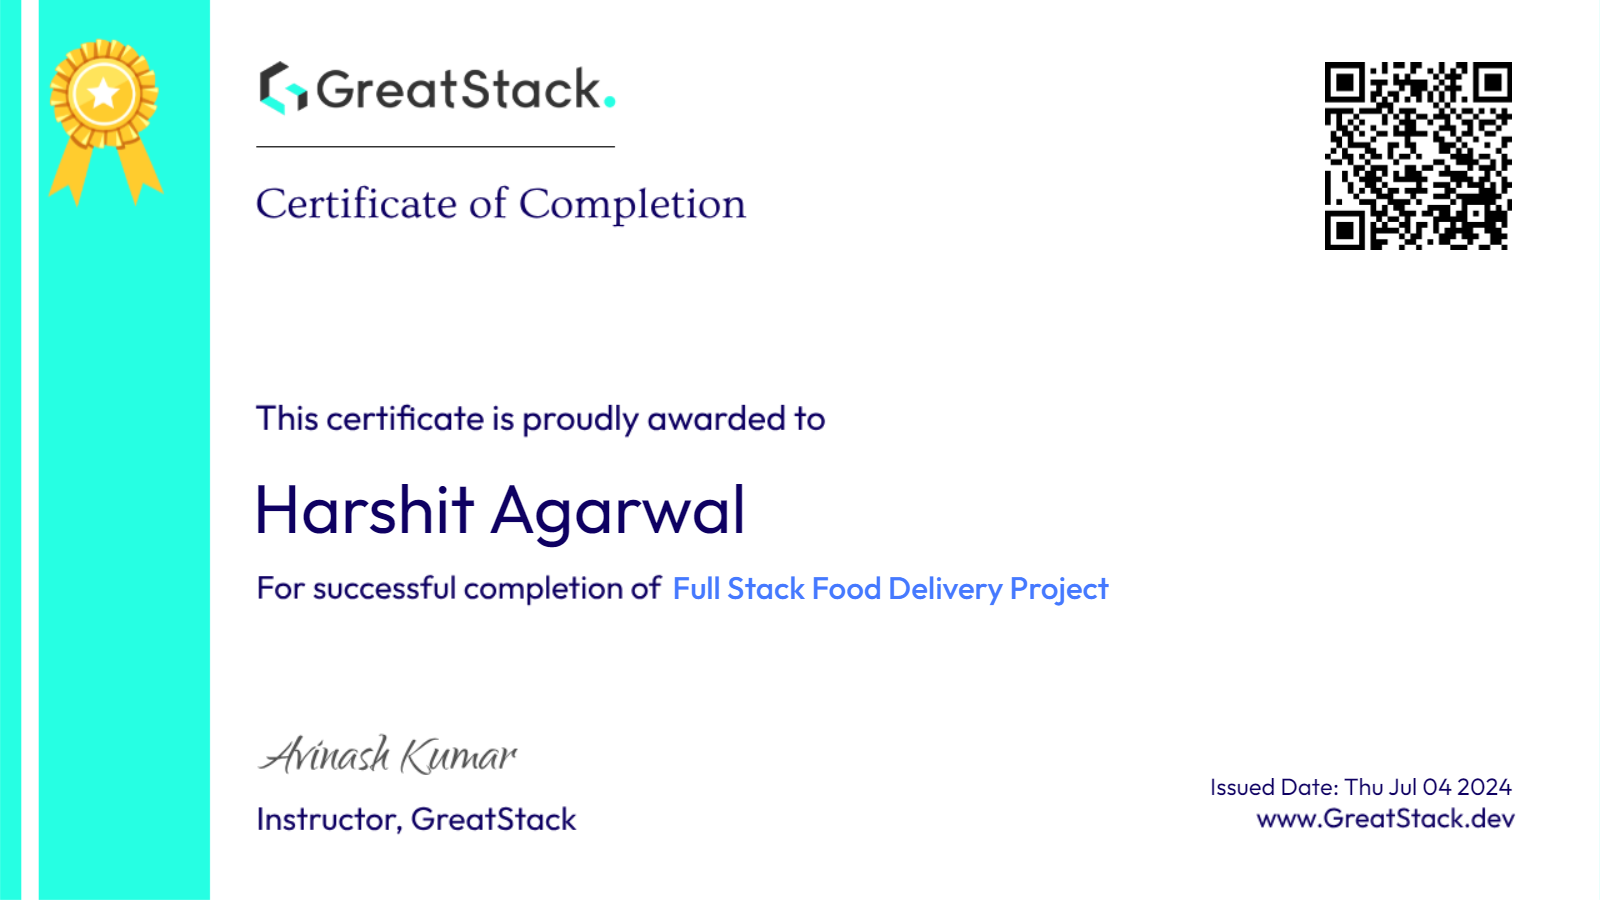 GreatStack.
Certificate of Completion
This certificate is proudly awarded to
Harshit Agarwal
For successful completion of Full Stack Food Delivery Project
Avinash Kumar
Instructor, GreatStack
Issued Date: Thu Jul 04 2024
www.GreatStack.dev